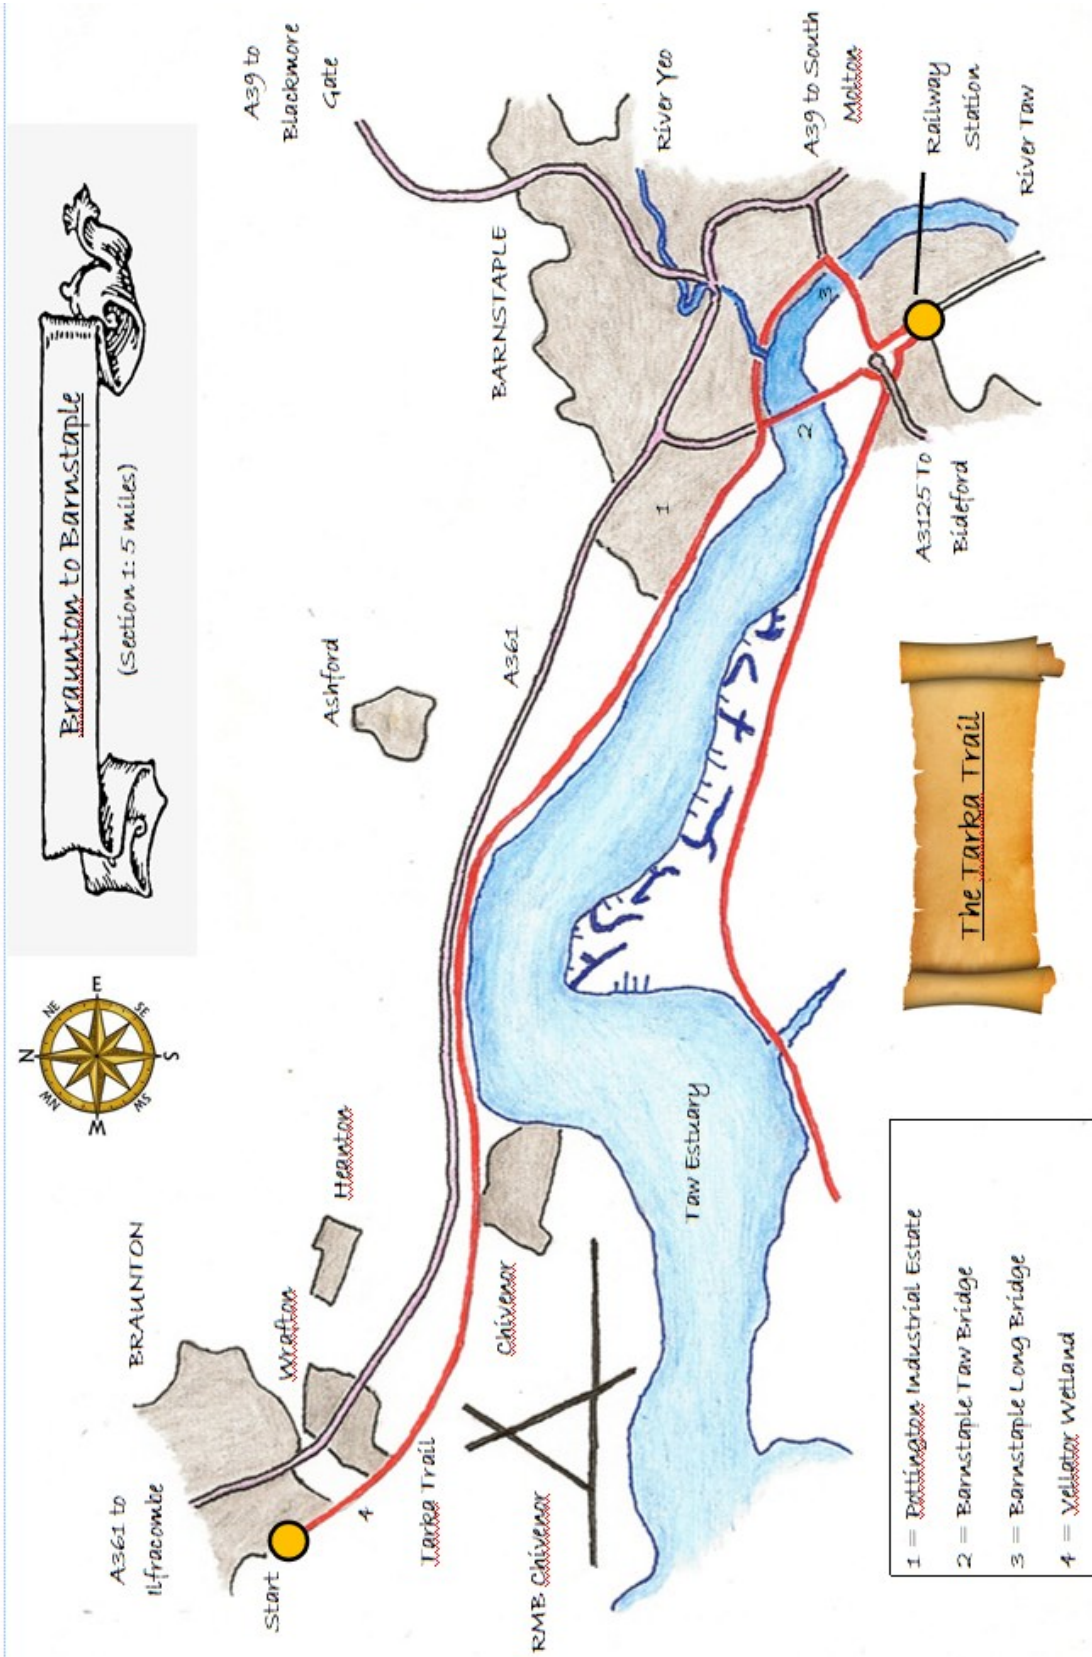 Braunton to Barnstaple
(Section 1: 5 miles)
N
NE
E
SE
S
SW
W
NW
A39 to
Blackmore
Gate
River Yeo
A39 to South
Molton
Railway
Station
River Taw
BARNSTAPLE
A3125 To
Bideford
1
2
3
Ashford
A361
The Tarka Trail
Taw Estuary
Heanton
BRAUNTON
Wrafton
Chivenor
A361 to
Ilfracombe
Start
4
Tarka Trail
RMB Chivenor
1 = Pottington Industrial Estate
2 = Barnstaple Taw Bridge
3 = Barnstaple Long Bridge
4 = Vellator Wetland